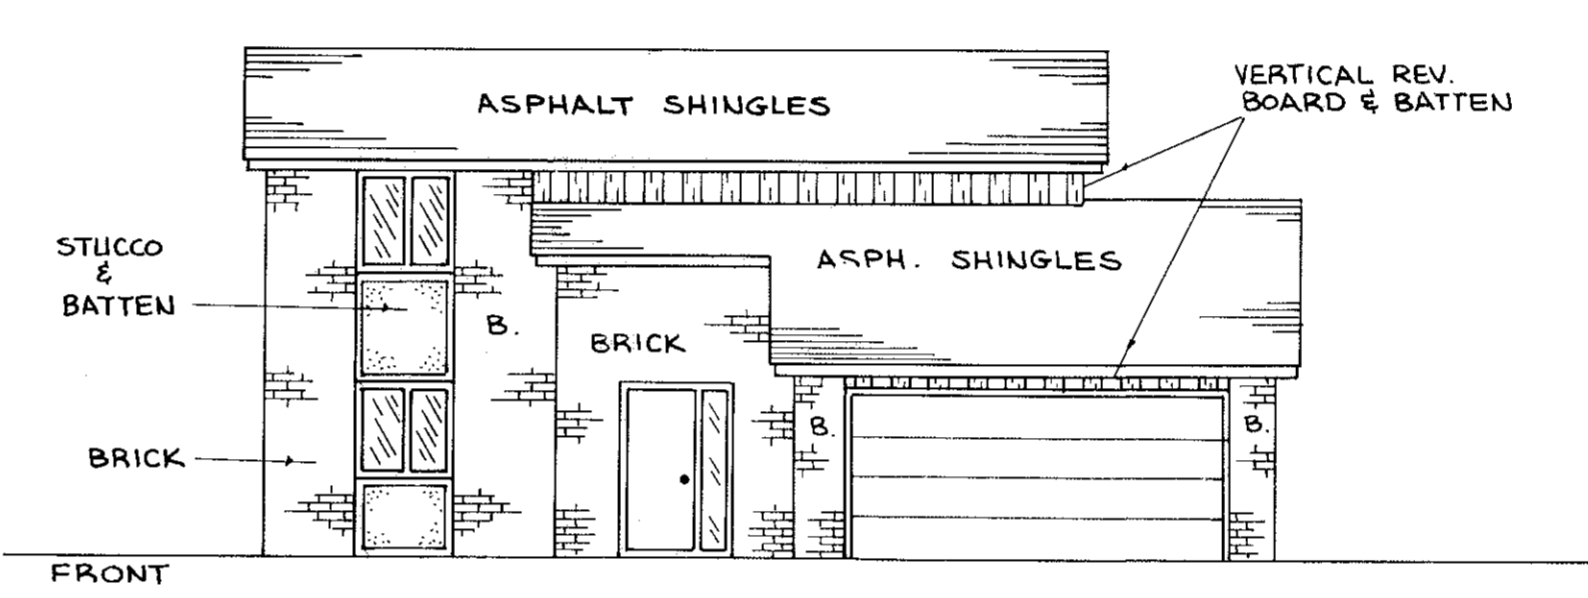 ASPHALT SHINGLES
VERTICAL REV.
BOARD & BATTEN
STUCCO
&
BATTEN
ASPH. SHINGLES
B.
BRICK
B.
B.
BRICK
FRONT